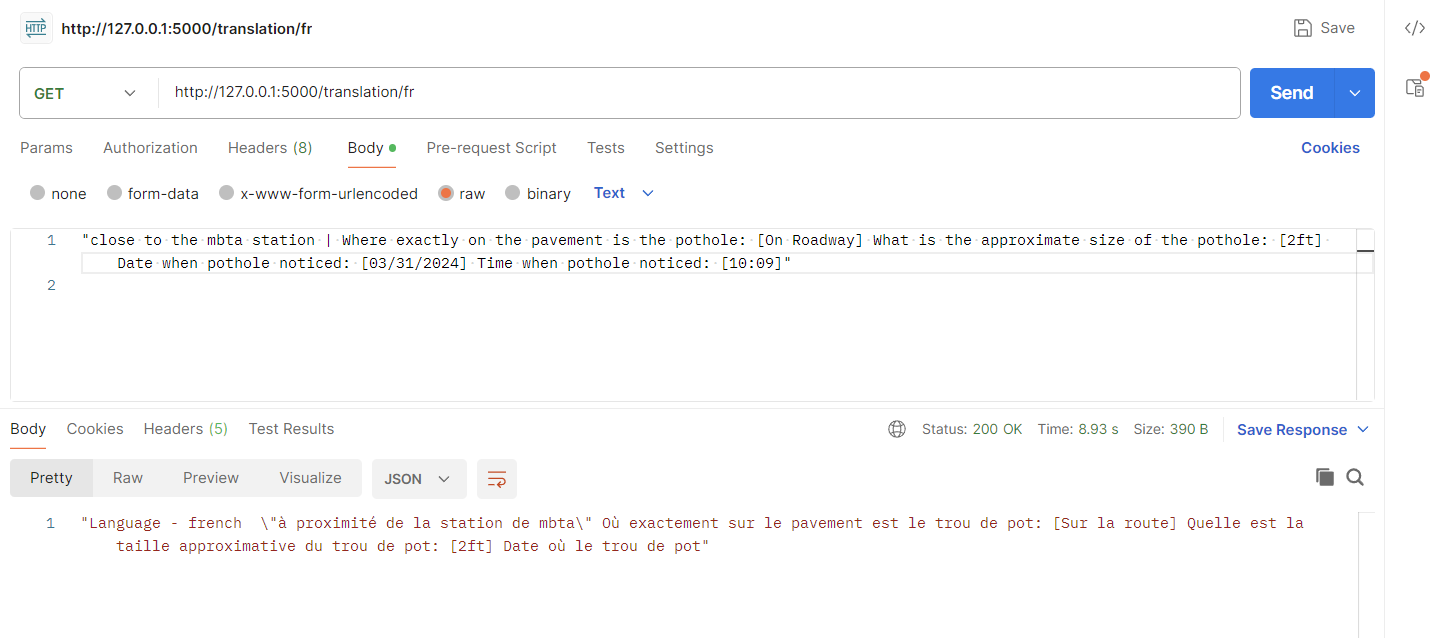 HTTP http://127.0.0.1:5000/translation/fr Save
GET http://127.0.0.1:5000/translation/fr Send
Params Authorization Headers (8) Body Pre-request Script Tests Settings Cookies
none form-data x-www-form-urlencoded raw binary Text
1 "close to the mbta station | Where exactly on the pavement is the pothole: [On Roadway] What is the approximate size of the pothole: [2ft]
Date when pothole noticed: [03/31/2024] Time when pothole noticed: [10:09]"
2
Body Cookies Headers (5) Test Results Status: 200 OK Time: 8.93 s Size: 390 B Save Response
Pretty Raw Preview Visualize JSON
1 "Language - french  \"à proximité de la station de mbta\" Où exactement sur le pavement est le trou de pot: [Sur la route] Quelle est la
taille approximative du trou de pot: [2ft] Date où le trou de pot"